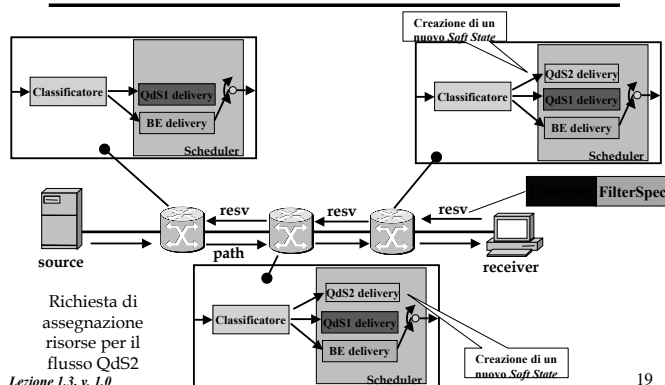 Creazione di un
nuovo Soft State
Classificatore
QdS1 delivery
BE delivery
Scheduler
Classificatore
QdS2 delivery
QdS1 delivery
BE delivery
Scheduler
FlowSpec FilterSpec
resv
resv
resv
path
source
receiver
Richiesta di
assegnazione
risorse per il
flusso QdS2
Classificatore
QdS2 delivery
QdS1 delivery
BE delivery
Scheduler
Creazione di un
nuovo Soft State
Lezione 1.3, v. 1.0
19